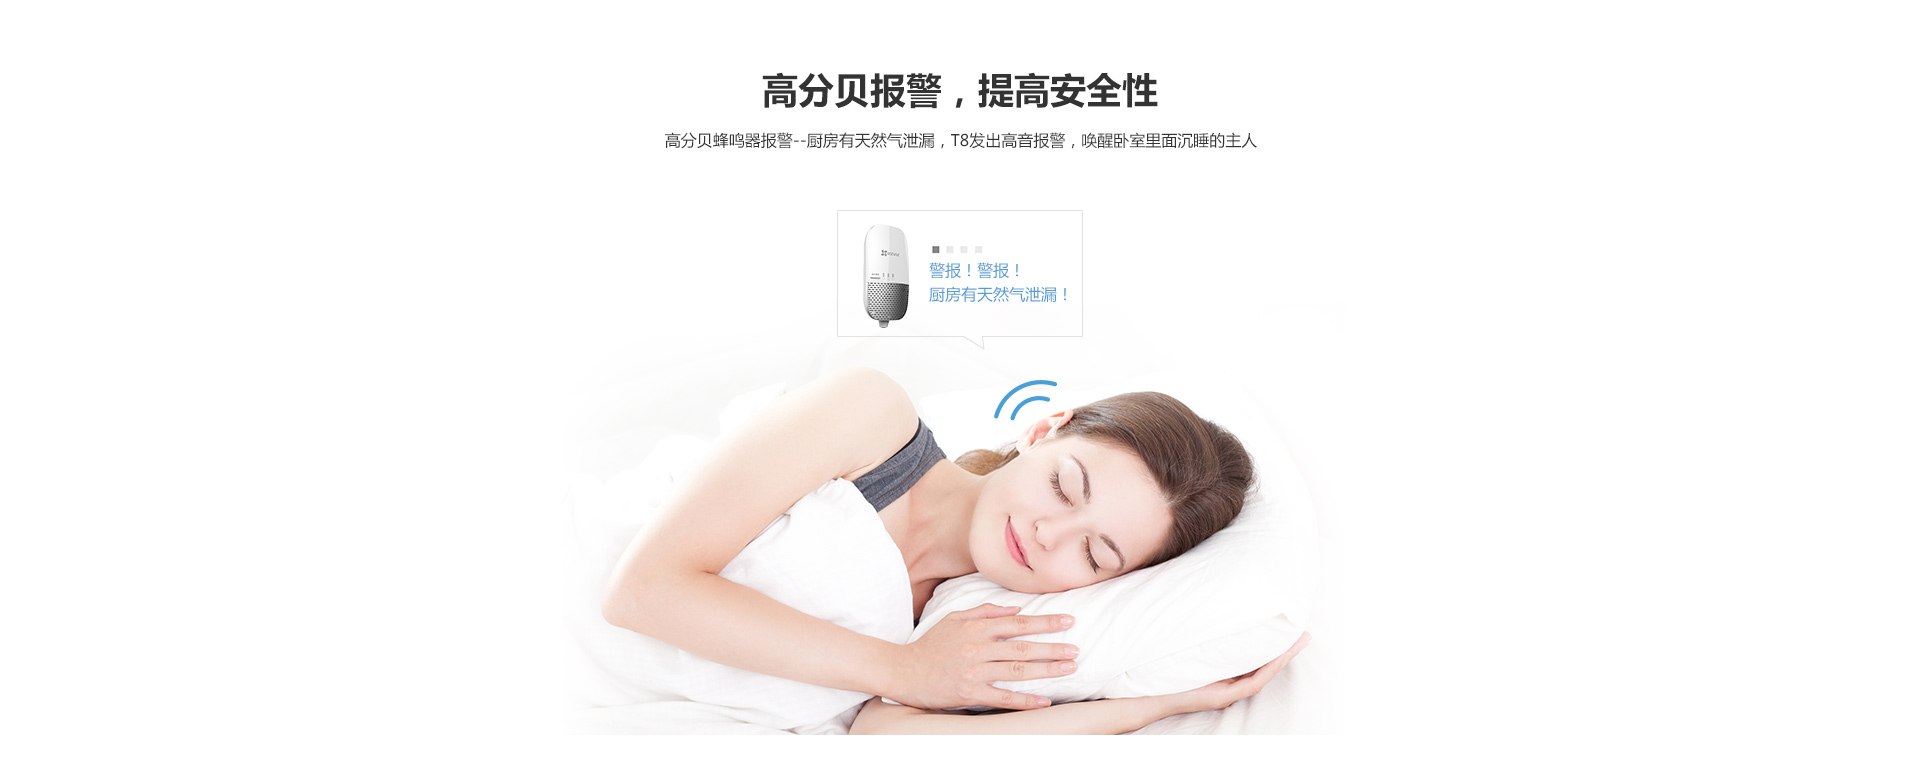 高分贝报警，提高安全性
高分贝蜂鸣器报警--厨房有天然气泄漏，T8发出高音报警，唤醒卧室里面沉睡的主人
警报！警报！
厨房有天然气泄漏！